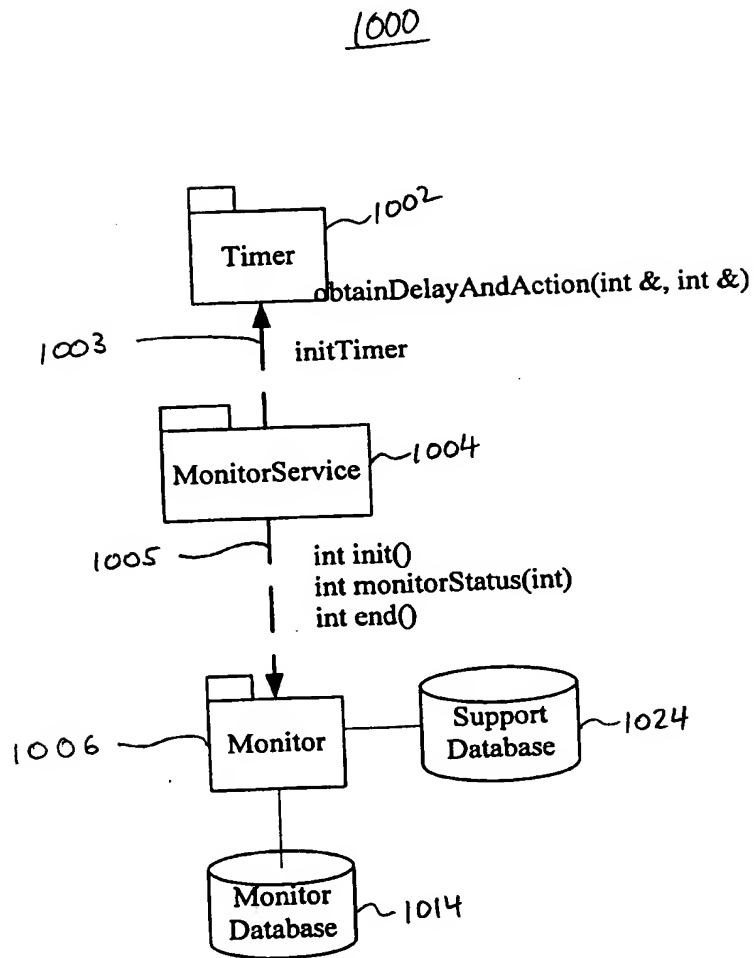 1000
1002
Timer
obtainDelayAndAction(int &, int &)
1003
initTimer
1004
MonitorService
1005
int init()
int monitorStatus(int)
int end()
1006
Monitor
Support
Database
1024
Monitor
Database
1014